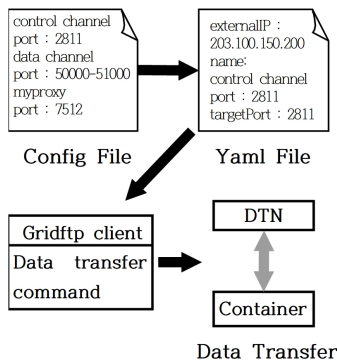 control channel
port : 2811
data channel
port : 50000-51000
myproxy
port : 7512
Config File
externalIP :
203.100.150.200
name:
control channel
port : 2811
targetPort : 2811
Yaml File
Gridftp client
Data transfer
command
DTN
Container
Data Transfer